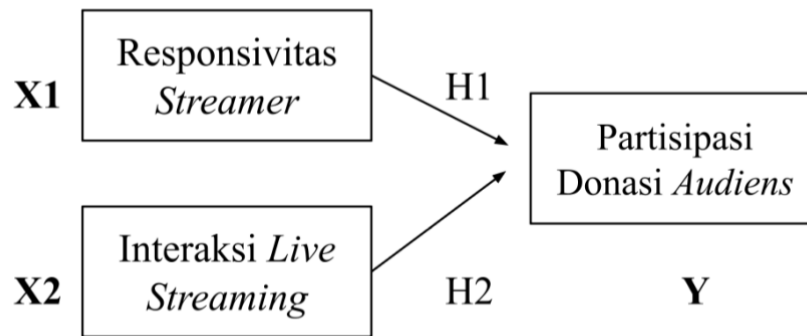 X1
Responsivitas
Streamer
H1
Partisipasi
Donasi Audiens
X2
Interaksi Live
Streaming
H2
Y